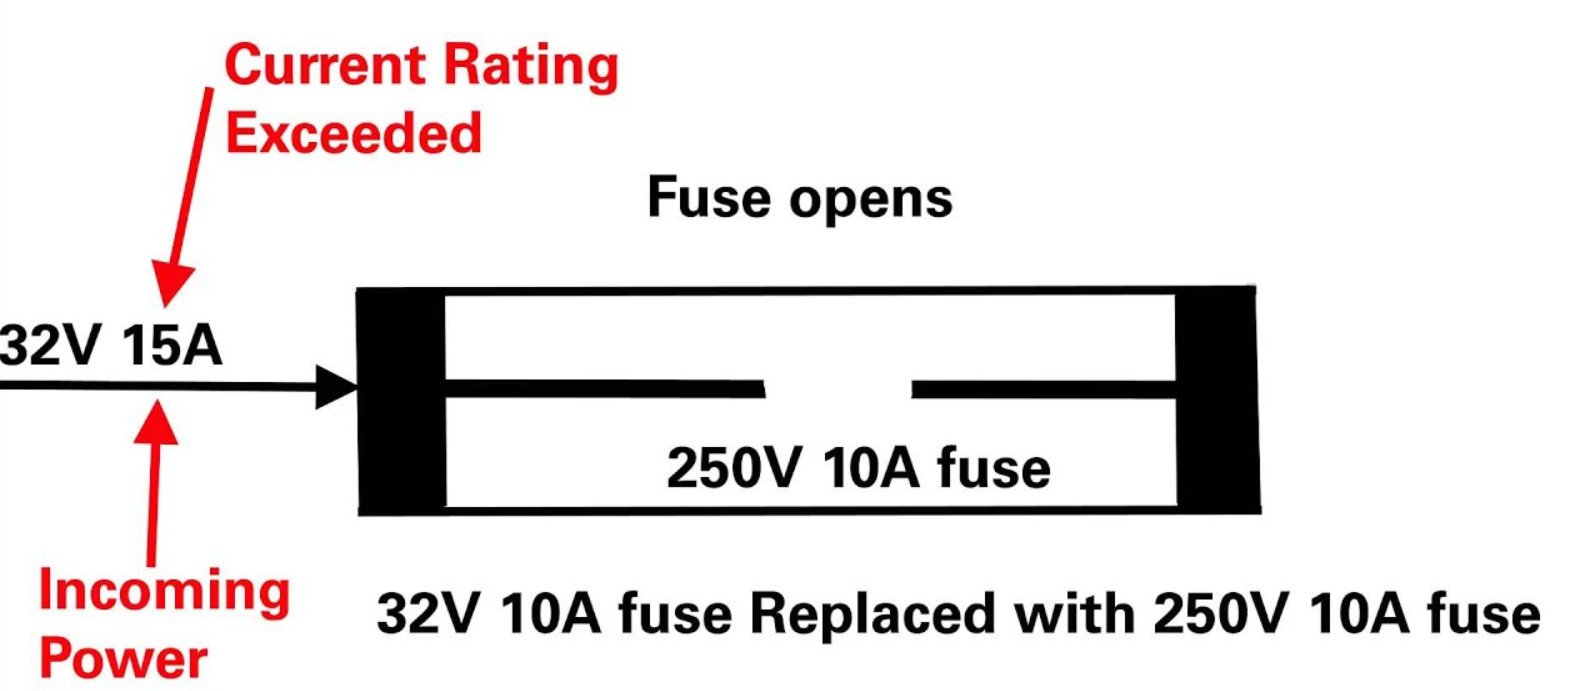 Current Rating
Exceeded
Fuse opens
32V 15A
250V 10A fuse
Incoming
Power
32V 10A fuse Replaced with 250V 10A fuse